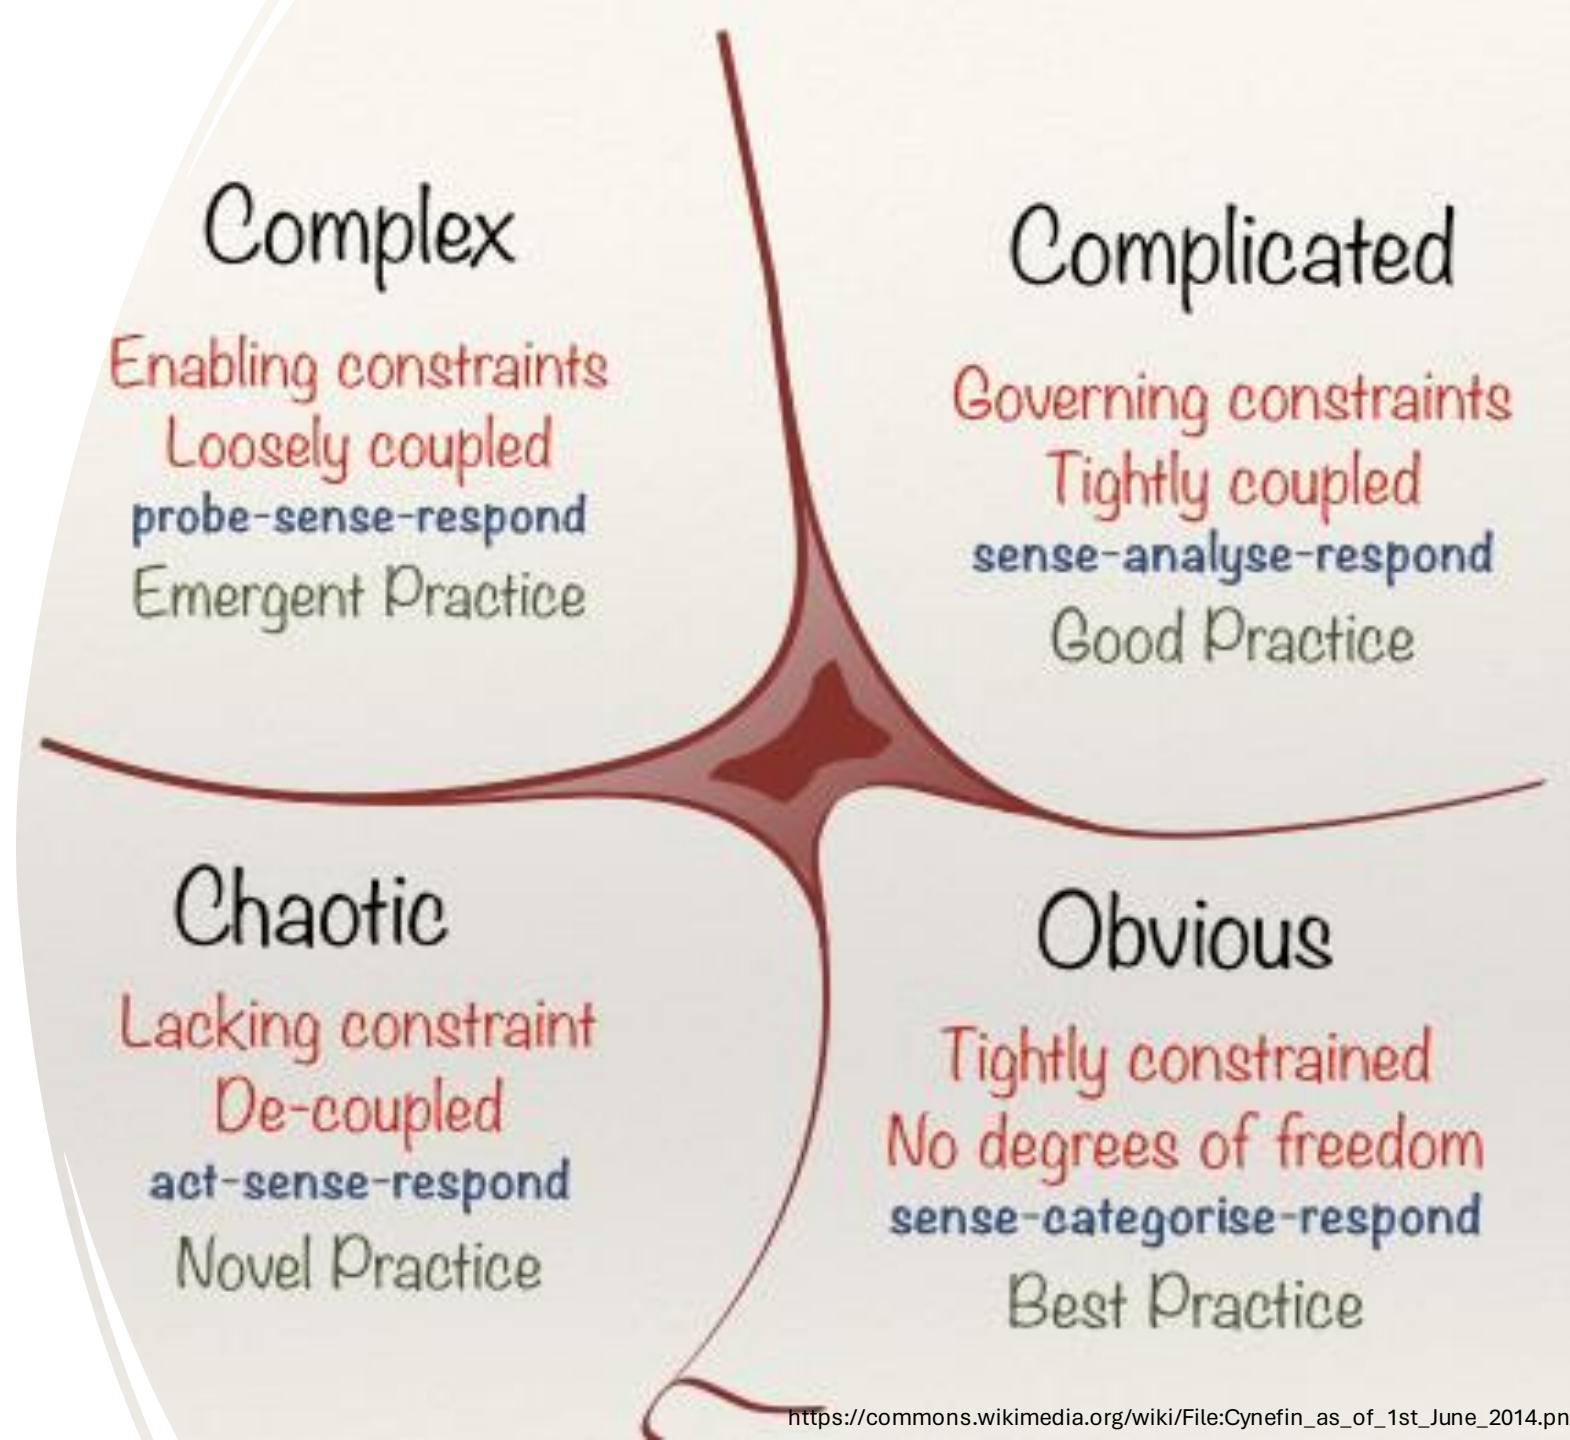 Complex
Enabling constraints
Loosely coupled
probe-sense-respond
Emergent Practice
Complicated
Governing constraints
Tightly coupled
sense-analyse-respond
Good Practice
Chaotic
Lacking constraint
De-coupled
act-sense-respond
Novel Practice
Obvious
Tightly constrained
No degrees of freedom
sense-categorise-respond
Best Practice
https://commons.wikimedia.org/wiki/File:Cynefin_as_of_1st_June_2014.pn